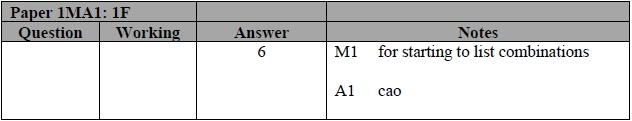 Paper 1MA1: 1F
Question Working Answer Notes
6 M1 for starting to list combinations
A1 cao